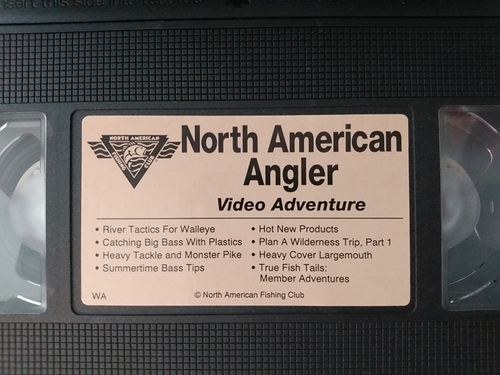 insert this side into recorder
NORTH AMERICAN
FISHING CLUB
North American
Angler
Video Adventure
• River Tactics For Walleye
• Catching Big Bass With Plastics
• Heavy Tackle and Monster Pike
• Summertime Bass Tips
• Hot New Products
• Plan A Wilderness Trip, Part 1
• Heavy Cover Largemouth
• True Fish Tails:
Member Adventures
WA
© North American Fishing Club